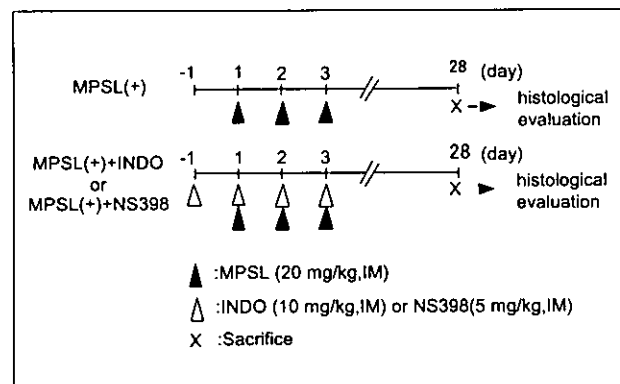 -1 1 2 3 28 (day)
MPSL(+)
X
histological
evaluation
-1 1 2 3 28 (day)
MPSL(+)+INDO
or
MPSL(+)+NS398
X
histological
evaluation
:MPSL (20 mg/kg,IM)
:INDO (10 mg/kg,IM) or NS398(5 mg/kg,IM)
X :Sacrifice